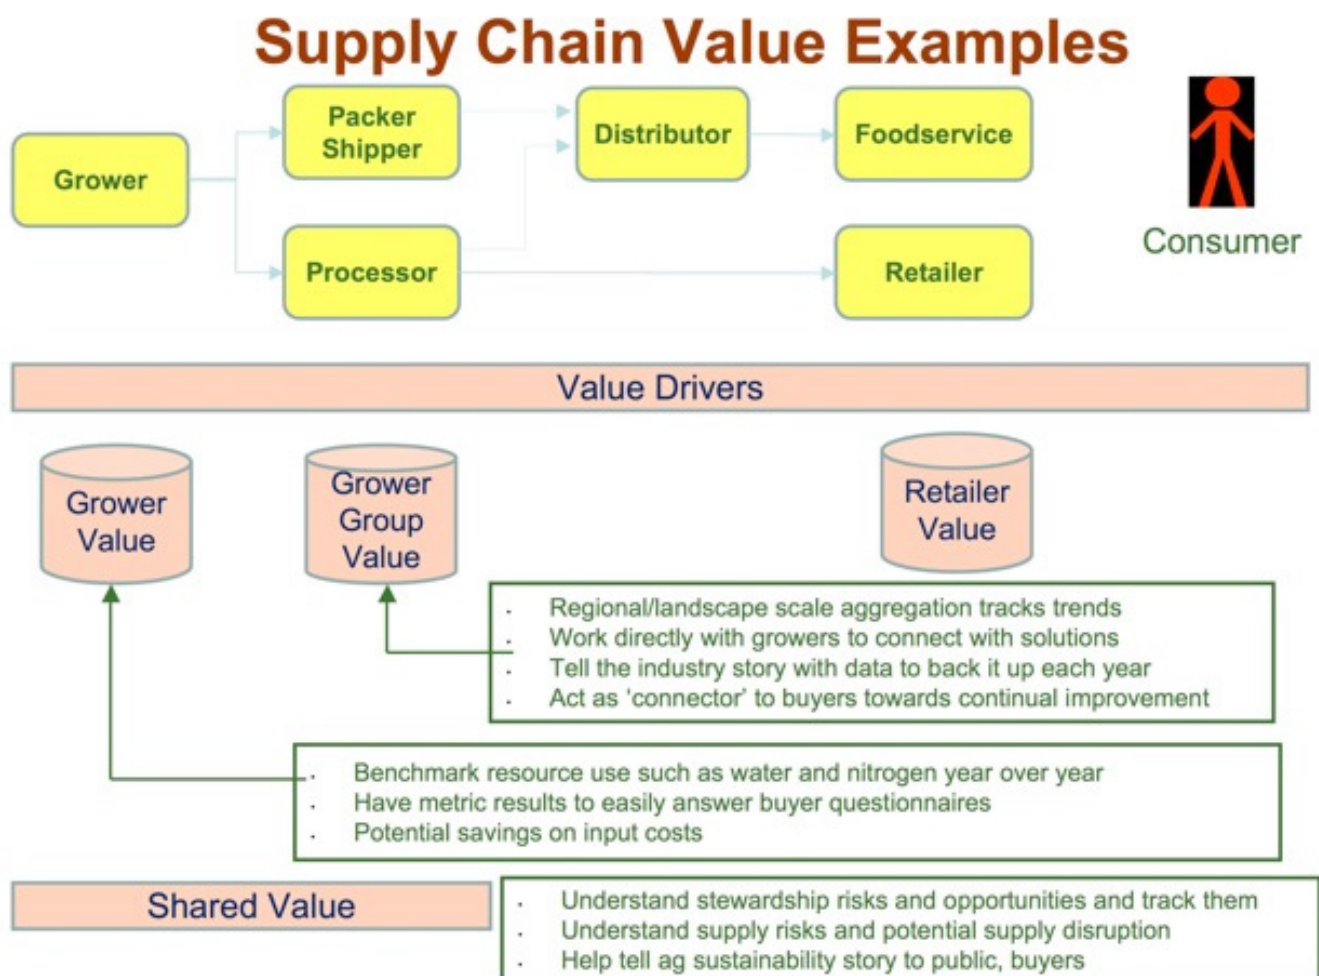 Supply Chain Value Examples
Packer
Shipper
Distributor
Foodservice
Grower
Consumer
Processor
Retailer
Value Drivers
Grower
Value
Grower
Group
Value
Retailer
Value
· Regional/landscape scale aggregation tracks trends
· Work directly with growers to connect with solutions
· Tell the industry story with data to back it up each year
· Act as ‘connector’ to buyers towards continual improvement
· Benchmark resource use such as water and nitrogen year over year
· Have metric results to easily answer buyer questionnaires
· Potential savings on input costs
Shared Value
· Understand stewardship risks and opportunities and track them
· Understand supply risks and potential supply disruption
· Help tell ag sustainability story to public, buyers